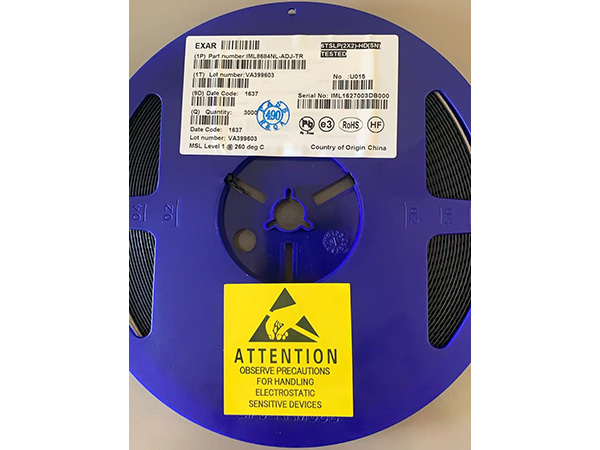 EXAR
6TSLP(2X2)-HD(SN)
TESTED
(1P) Part number:IML8684NL-ADJ-TR
(1T) Lot number:VA399603
No :U015
(9D) Date Code: 1637
Serial No: IML1627003DB000
(Q) Quantity: 3000
490
Pb
e3
RoHS
HF
Date Code: 1637
Lot number: VA399603
MSL Level 1 @ 260 deg C
Country of Origin China
ATTENTION
OBSERVE PRECAUTIONS
FOR HANDLING
ELECTROSTATIC
SENSITIVE DEVICES